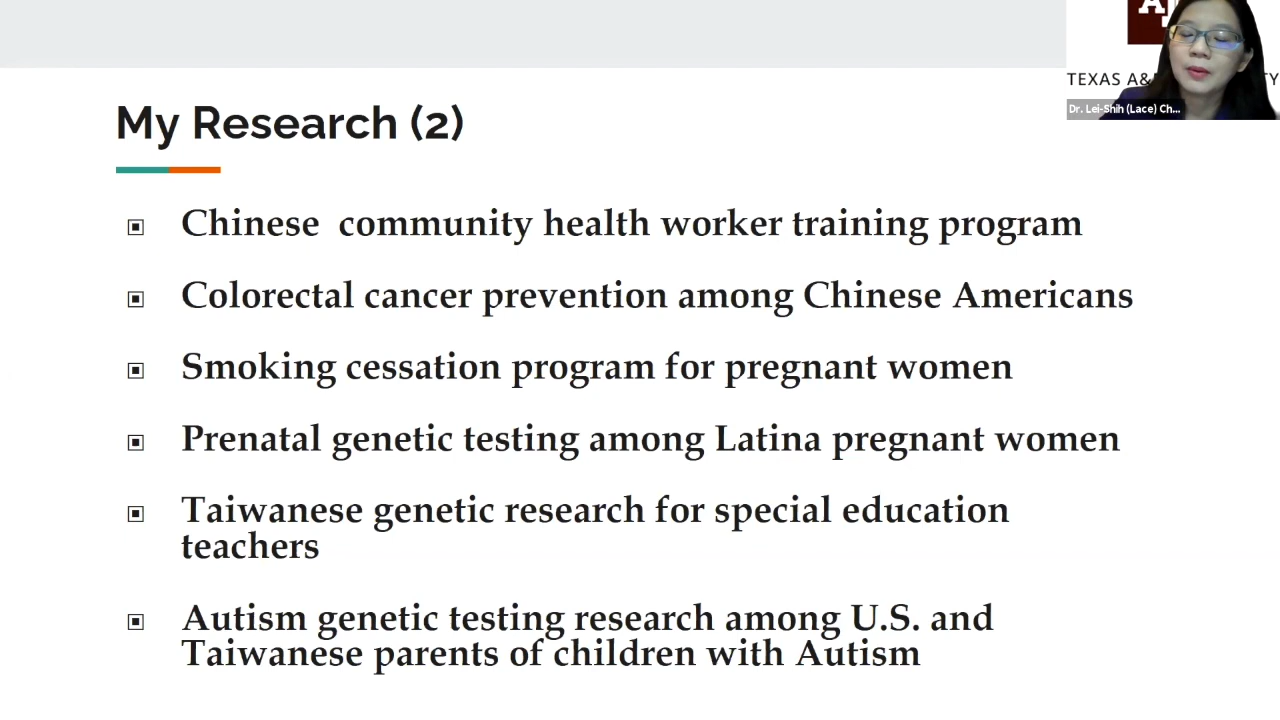 TEXAS A&
TY
Dr. Lei-Shih (Lace) Ch...
My Research (2)
Chinese  community health worker training program
Colorectal cancer prevention among Chinese Americans
Smoking cessation program for pregnant women
Prenatal genetic testing among Latina pregnant women
Taiwanese genetic research for special education
teachers
Autism genetic testing research among U.S. and
Taiwanese parents of children with Autism